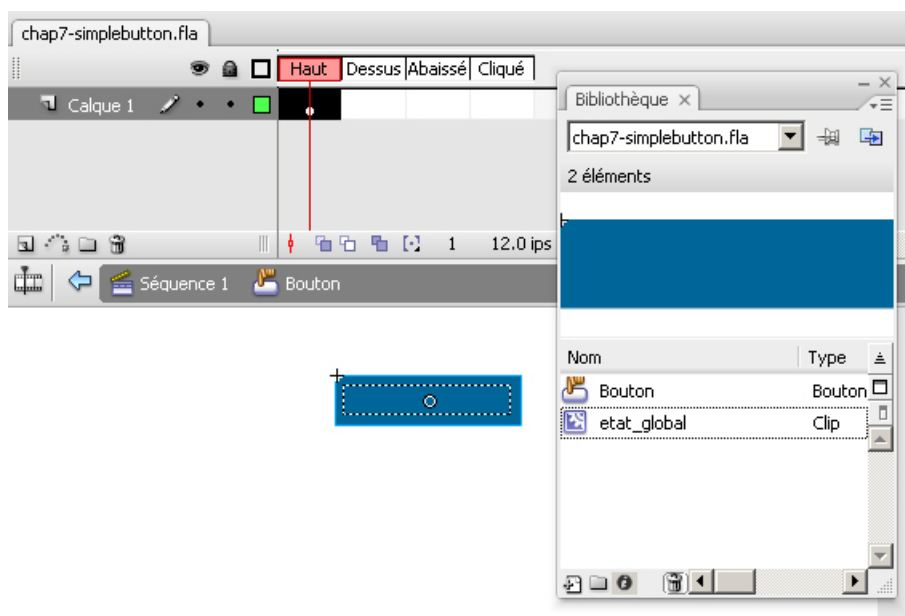 chap7-simplebutton.fla
Haut Dessus Abaissé Cliqué
Calque 1
1 12.0 ips
Séquence 1 Bouton
Bibliothèque
chap7-simplebutton.fla
2 éléments
Nom Type
Bouton Bouton
etat_global Clip